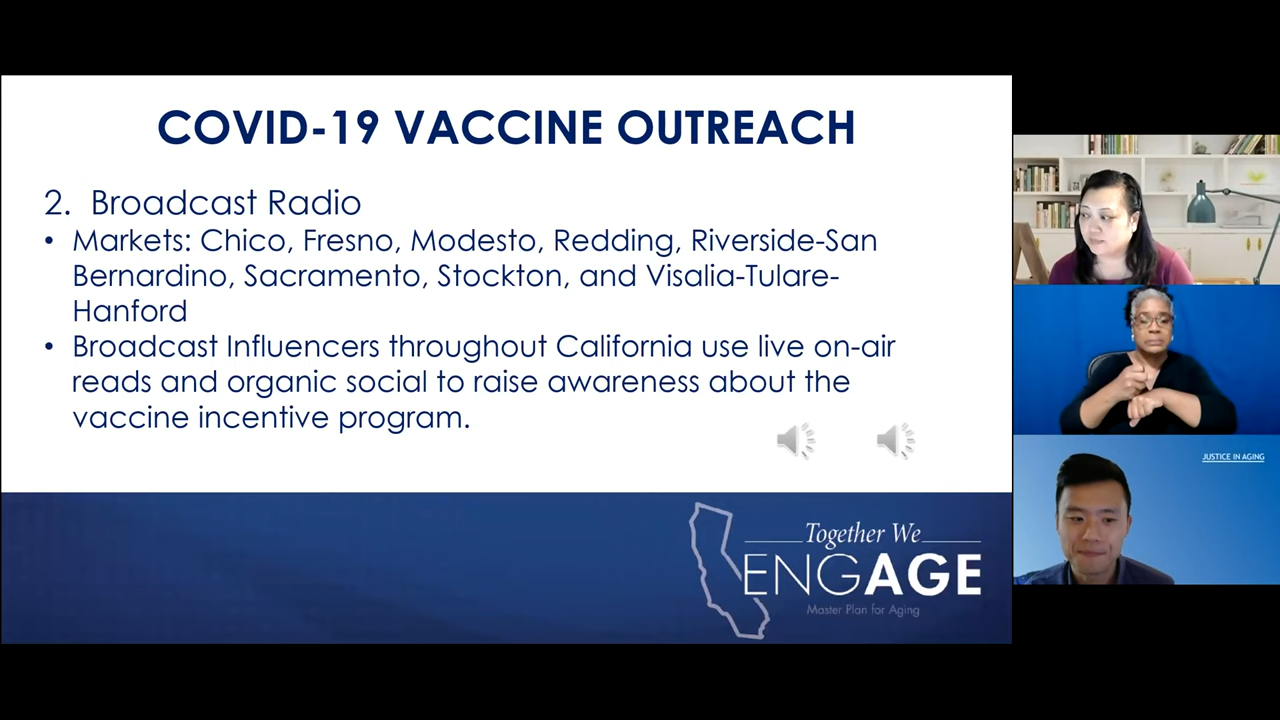 COVID-19 VACCINE OUTREACH
2. Broadcast Radio
• Markets: Chico, Fresno, Modesto, Redding, Riverside-San
Bernardino, Sacramento, Stockton, and Visalia-Tulare-
Hanford
• Broadcast Influencers throughout California use live on-air
reads and organic social to raise awareness about the
vaccine incentive program.
Together We
ENGAGE
Master Plan for Aging
JUSTICE IN AGING